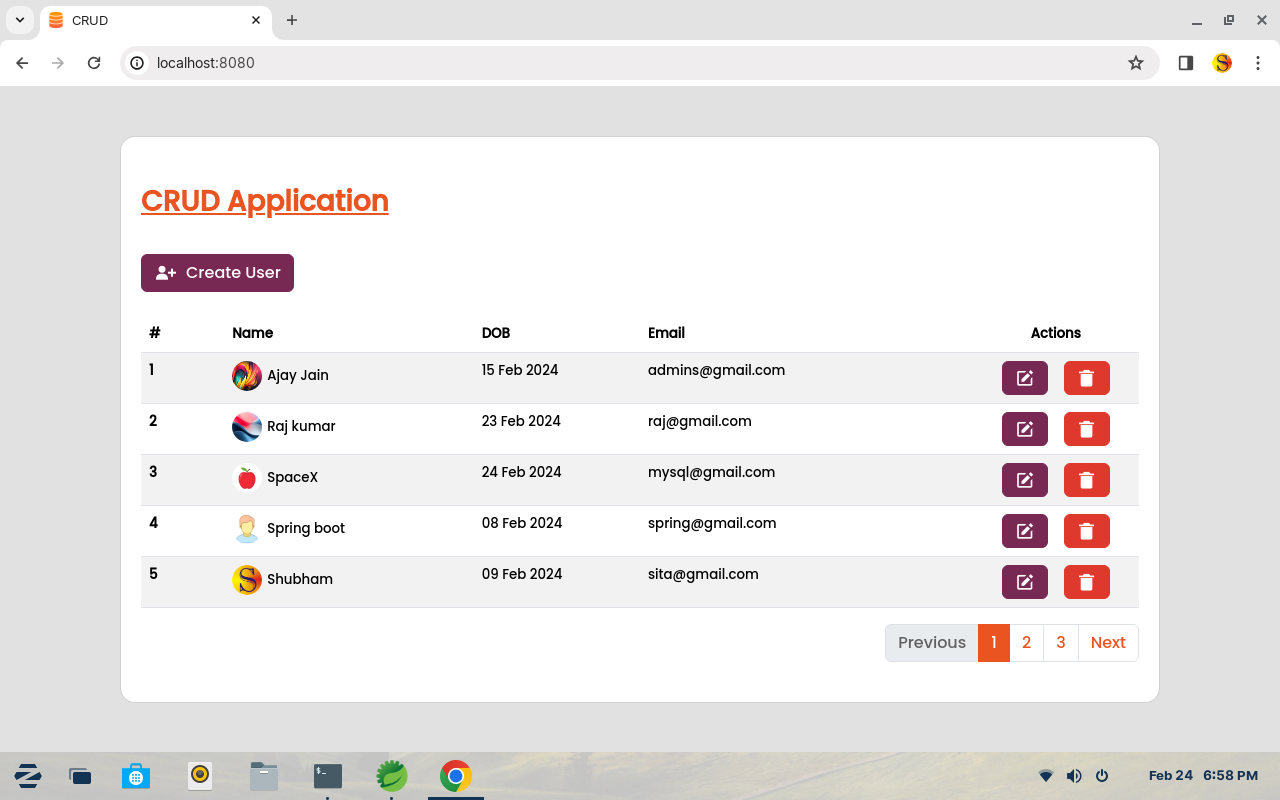 CRUD
localhost:8080
CRUD Application
Create User
# Name DOB Email Actions
1 Ajay Jain 15 Feb 2024 admins@gmail.com
2 Raj kumar 23 Feb 2024 raj@gmail.com
3 SpaceX 24 Feb 2024 mysql@gmail.com
4 Spring boot 08 Feb 2024 spring@gmail.com
5 Shubham 09 Feb 2024 sita@gmail.com
Previous 1 2 3 Next
Feb 24 6:58 PM